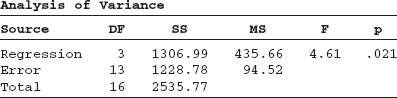 Analysis of Variance
Source DF SS MS F p
Regression 3 1306.99 435.66 4.61 .021
Error 13 1228.78 94.52
Total 16 2535.77